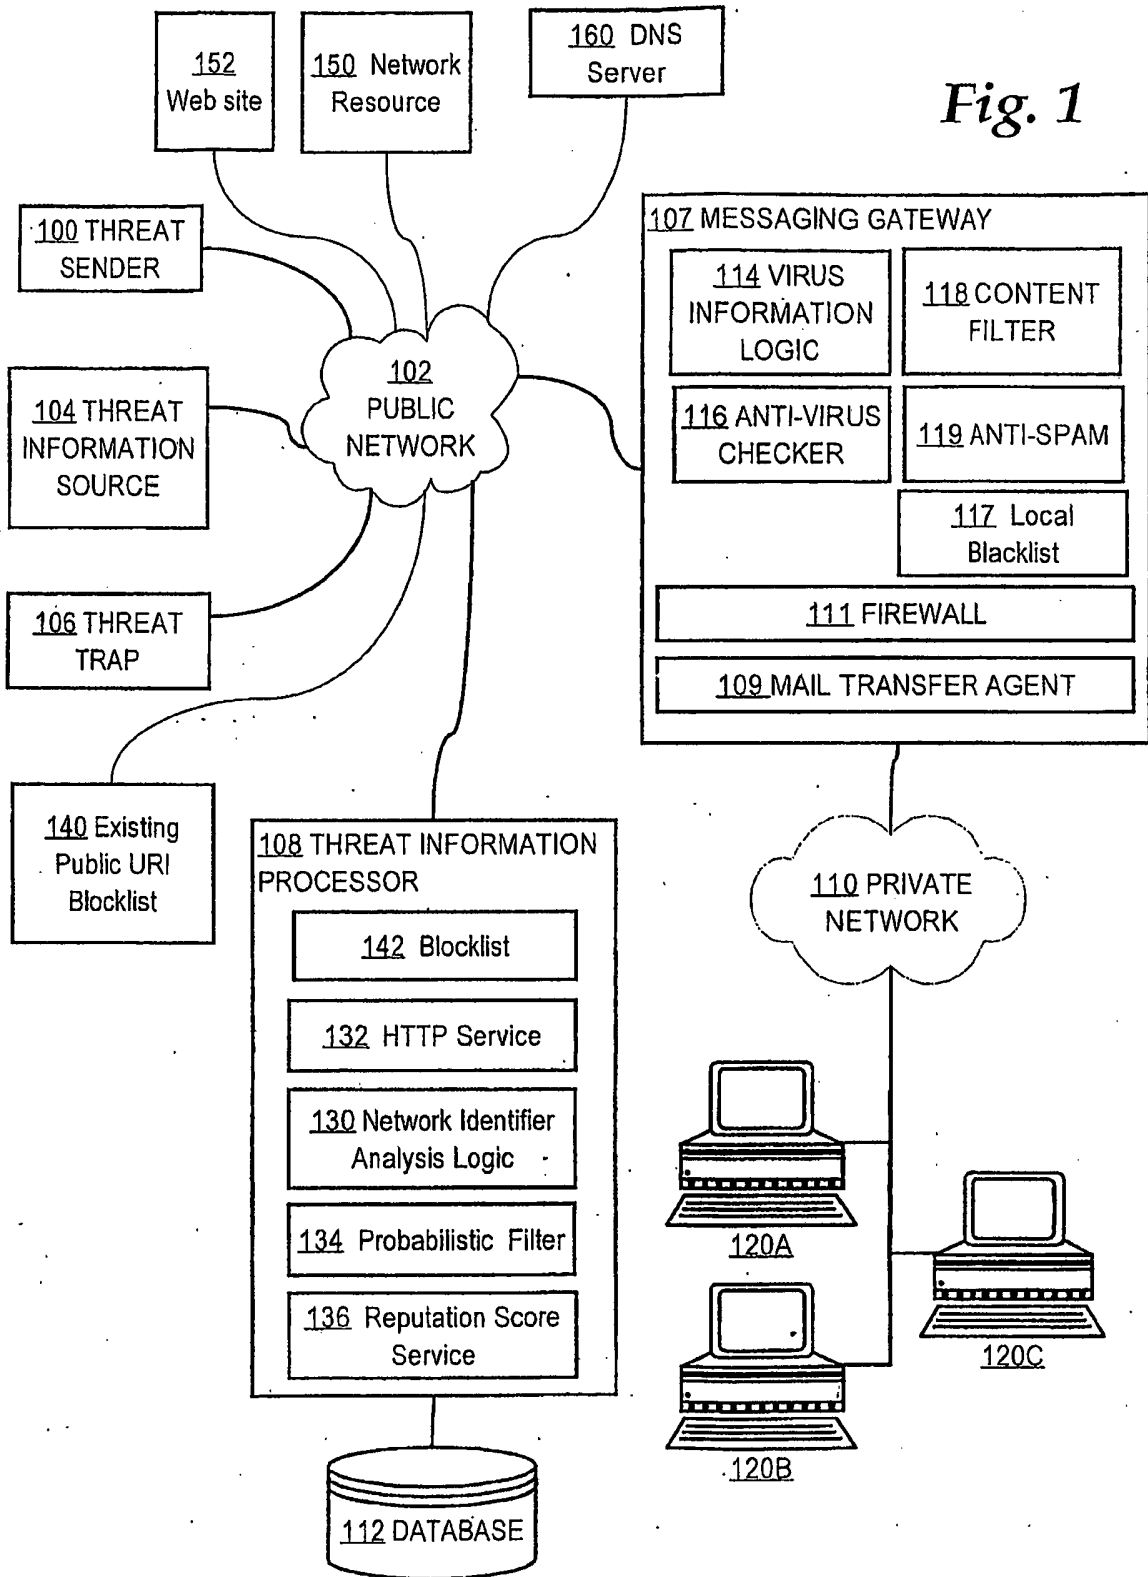 152
Web site
150 Network
Resource
160 DNS
Server
Fig. 1
100 THREAT
SENDER
104 THREAT
INFORMATION
SOURCE
106 THREAT
TRAP
140 Existing
Public URI
Blocklist
102
PUBLIC
NETWORK
107 MESSAGING GATEWAY
114 VIRUS
INFORMATION
LOGIC
118 CONTENT
FILTER
116 ANTI-VIRUS
CHECKER
119 ANTI-SPAM
117 Local
Blacklist
111 FIREWALL
109 MAIL TRANSFER AGENT
108 THREAT INFORMATION
PROCESSOR
142 Blocklist
132 HTTP Service
130 Network Identifier
Analysis Logic
134 Probabilistic Filter
136 Reputation Score
Service
112 DATABASE
110 PRIVATE
NETWORK
120A
120B
120C